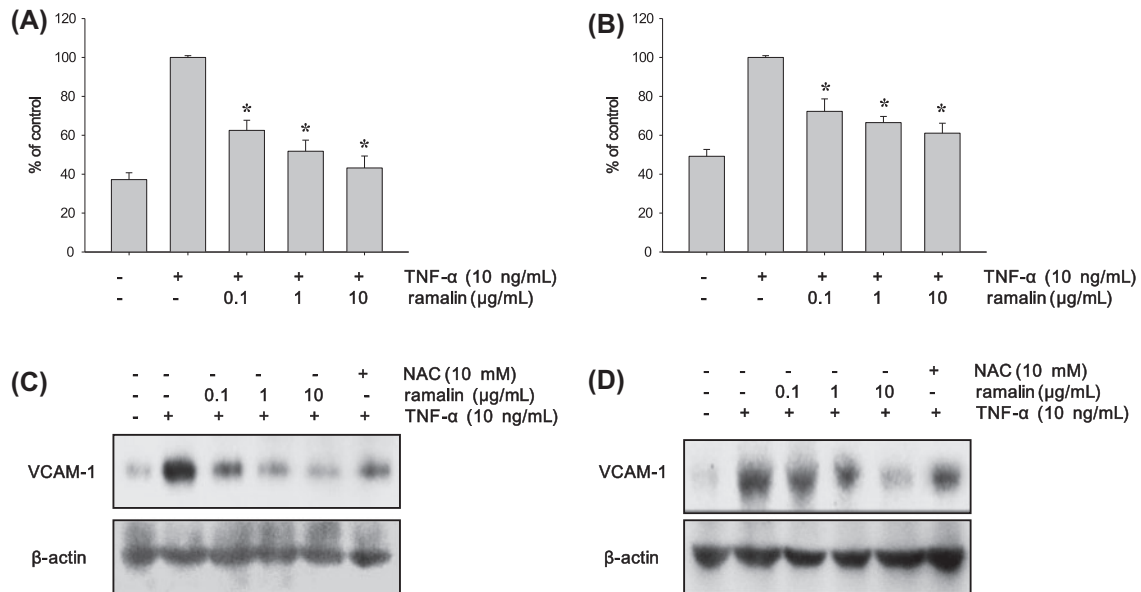 (A)
120
100
80
60
40
20
0
% of control
* * *
- + + + + TNF-α (10 ng/mL)
- - 0.1 1 10 ramalin (µg/mL)
(B)
120
100
80
60
40
20
0
% of control
* * *
- + + + + TNF-α (10 ng/mL)
- - 0.1 1 10 ramalin (µg/mL)
(C)
- - - - - + NAC (10 mM)
- - 0.1 1 10 - ramalin (µg/mL)
- + + + + + TNF-α (10 ng/mL)
VCAM-1
β-actin
(D)
- - - - - + NAC (10 mM)
- - 0.1 1 10 - ramalin (µg/mL)
- + + + + + TNF-α (10 ng/mL)
VCAM-1
β-actin